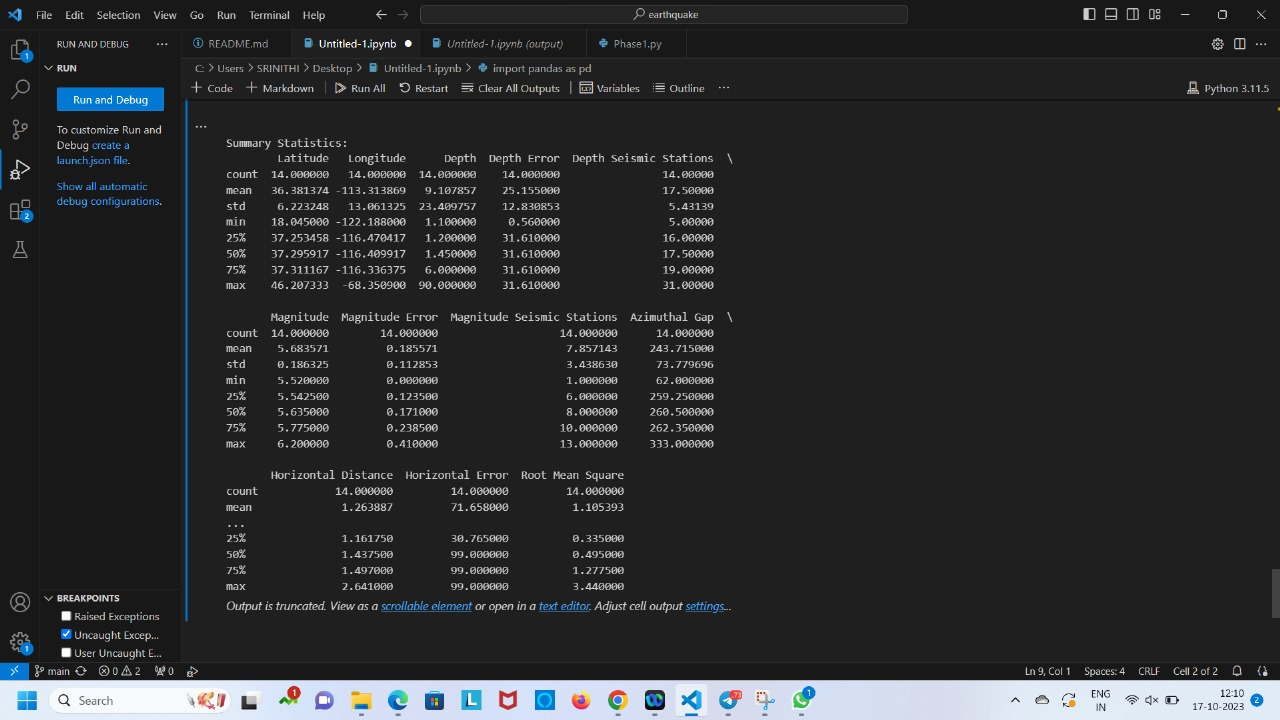 File Edit Selection View Go Run Terminal Help
earthquake
RUN AND DEBUG ...
README.md
Untitled-1.ipynb
Untitled-1.ipynb (output)
Phase1.py
RUN
C: > Users > SRINITHI > Desktop > Untitled-1.ipynb > import pandas as pd
+ Code + Markdown Run All Restart Clear All Outputs Variables Outline ...
Python 3.11.5
Run and Debug
To customize Run and
Debug create a
launch.json file.
Show all automatic
debug configurations.
...
Summary Statistics:
Latitude Longitude Depth Depth Error Depth Seismic Stations \
count 14.000000 14.000000 14.000000 14.000000 14.00000
mean 36.381374 -113.313869 9.107857 25.155000 17.50000
std 6.223248 13.061325 23.409757 12.830853 5.43139
min 18.045000 -122.188000 1.100000 0.560000 5.00000
25% 37.253458 -116.470417 1.200000 31.610000 16.00000
50% 37.295917 -116.409917 1.450000 31.610000 17.50000
75% 37.311167 -116.336375 6.000000 31.610000 19.00000
max 46.207333 -68.350900 90.000000 31.610000 31.00000
Magnitude Magnitude Error Magnitude Seismic Stations Azimuthal Gap \
count 14.000000 14.000000 14.000000 14.000000
mean 5.683571 0.185571 7.857143 243.715000
std 0.186325 0.112853 3.438630 73.779696
min 5.520000 0.000000 1.000000 62.000000
25% 5.542500 0.123500 6.000000 259.250000
50% 5.635000 0.171000 8.000000 260.500000
75% 5.775000 0.238500 10.000000 262.350000
max 6.200000 0.410000 13.000000 333.000000
Horizontal Distance Horizontal Error Root Mean Square
count 14.000000 14.000000 14.000000
mean 1.263887 71.658000 1.105393
...
25% 1.161750 30.765000 0.335000
50% 1.437500 99.000000 0.495000
75% 1.497000 99.000000 1.277500
max 2.641000 99.000000 3.440000
Output is truncated. View as a scrollable element or open in a text editor. Adjust cell output settings...
BREAKPOINTS
Raised Exceptions
Uncaught Excep...
User Uncaught E...
main 0 2 0
Ln 9, Col 1 Spaces: 4 CRLF Cell 2 of 2
Search
1
73
1
ENG
IN
12:10
17-10-2023
2